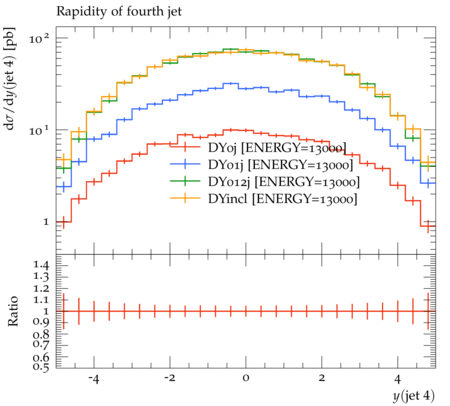 Rapidity of fourth jet
dσ/dy(jet 4) [pb]
10²
10¹
1
DY0j [ENERGY=13000]
DY01j [ENERGY=13000]
DY012j [ENERGY=13000]
DYincl [ENERGY=13000]
Ratio
1.4
1.3
1.2
1.1
1
0.9
0.8
0.7
0.6
0.5
-4 -2 0 2 4
y(jet 4)